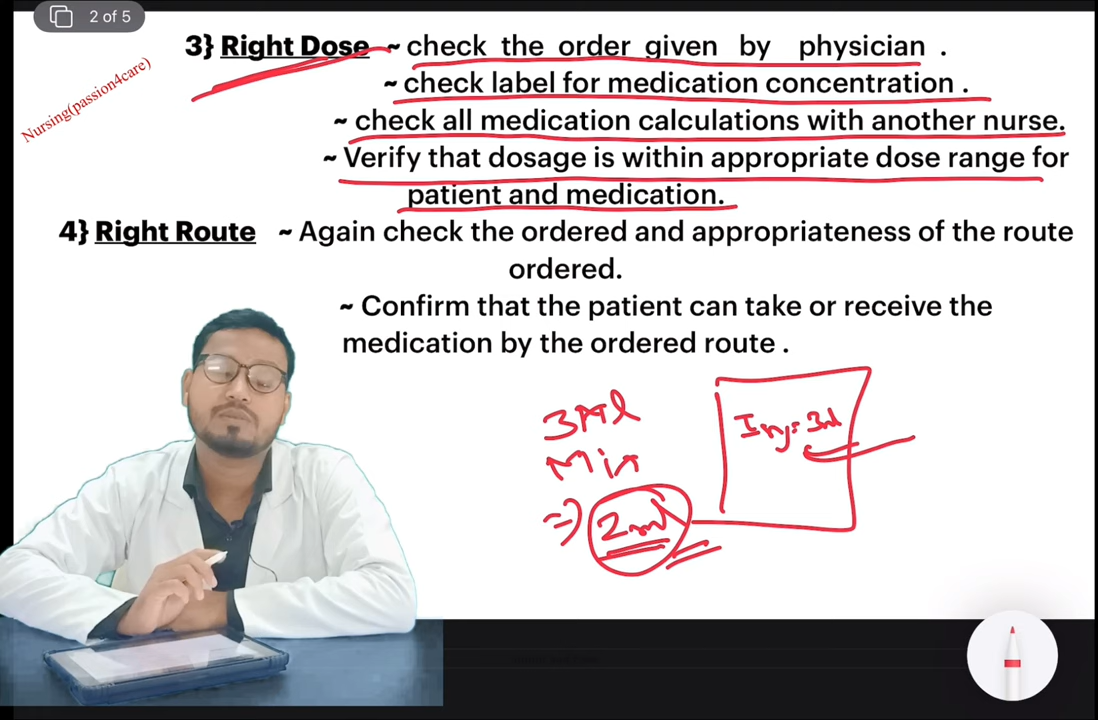 2 of 5
Nursing(passion4care)
3} Right Dose ~ check the order given by physician .
~ check label for medication concentration .
~ check all medication calculations with another nurse.
~ Verify that dosage is within appropriate dose range for
patient and medication.
4} Right Route ~ Again check the ordered and appropriateness of the route
ordered.
~ Confirm that the patient can take or receive the
medication by the ordered route .
Mix
=> 2ml